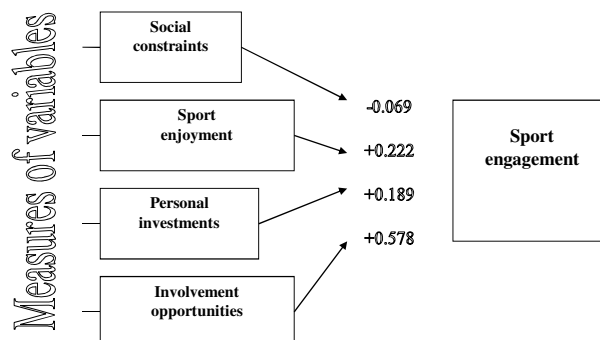 Measures of variables
Social
constraints
Sport
enjoyment
Personal
investments
Involvement
opportunities
-0.069
+0.222
+0.189
+0.578
Sport
engagement